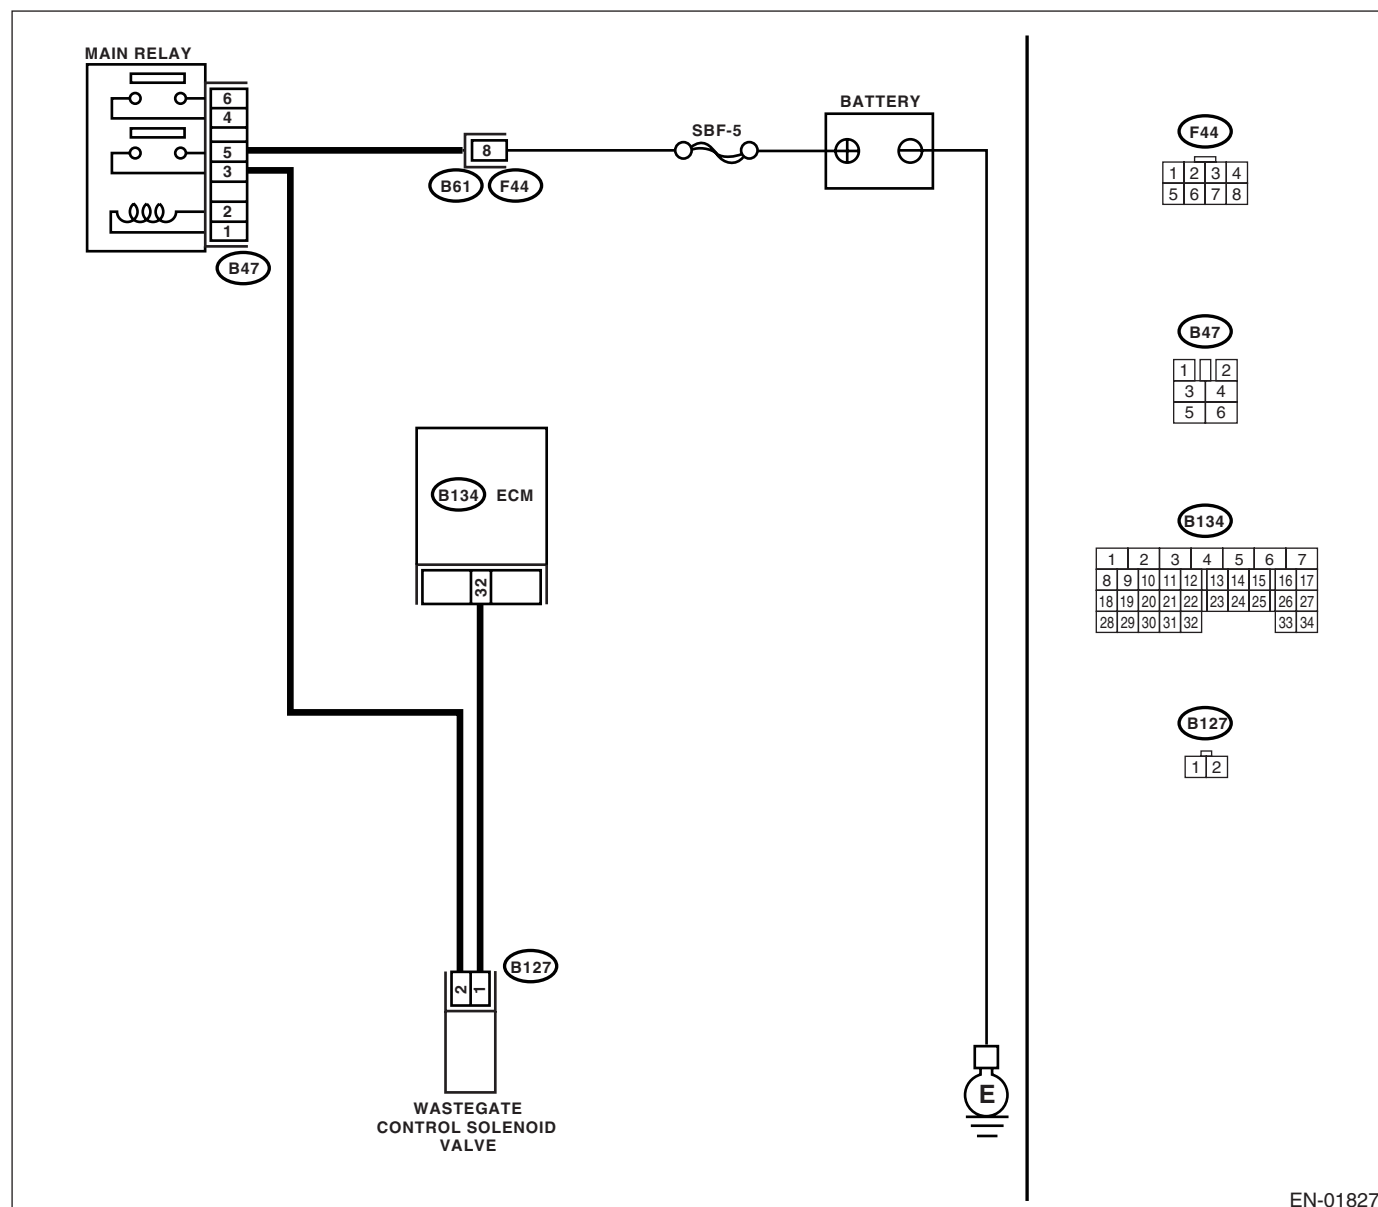 MAIN RELAY
6
4
5
3
2
1
B47
8
B61 F44
SBF-5
BATTERY
B134 ECM
32
B127
2 1
WASTEGATE
CONTROL SOLENOID
VALVE
E
F44
1 2 3 4
5 6 7 8
B47
1 2
3 4
5 6
B134
1 2 3 4 5 6 7
8 9 10 11 12 13 14 15 16 17
18 19 20 21 22 23 24 25 26 27
28 29 30 31 32 33 34
B127
1 2
EN-01827